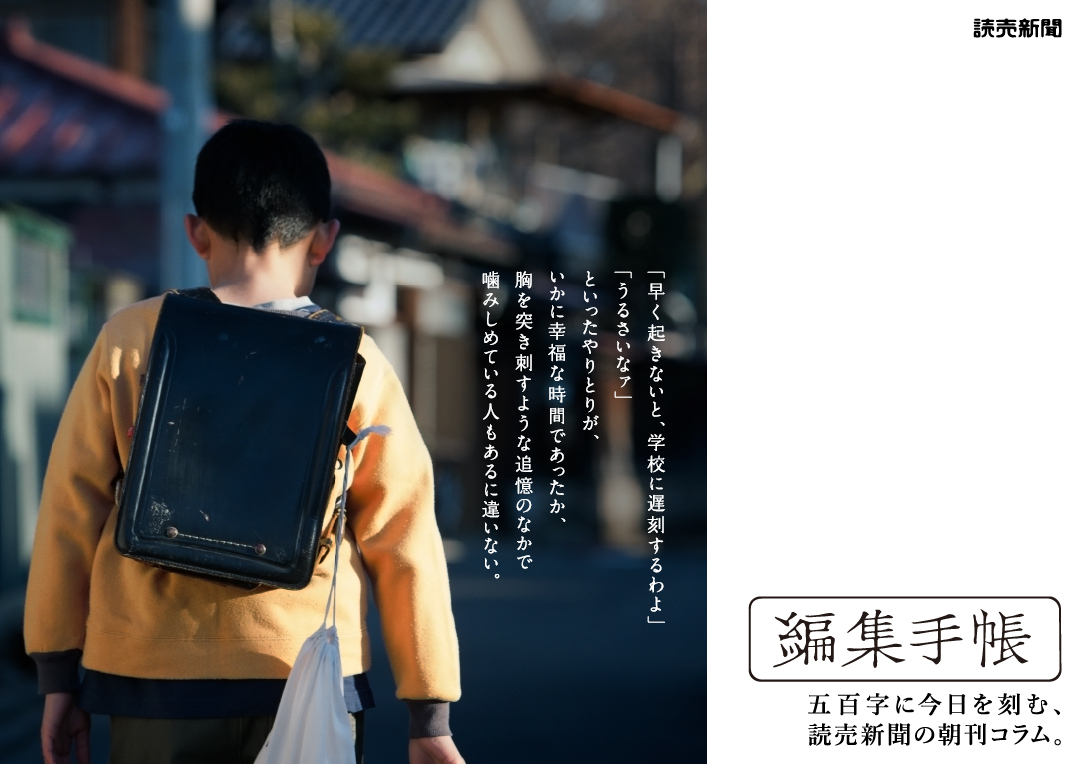 読売新聞
「早く起きないと、学校に遅刻するわよ」
「うるさいなァ」
といったやりとりが、
いかに幸福な時間であったか、
胸を突き刺すような追憶のなかで
噛みしめている人もあるに違いない。
編集手帳
五百字に今日を刻む、
読売新聞の朝刊コラム。